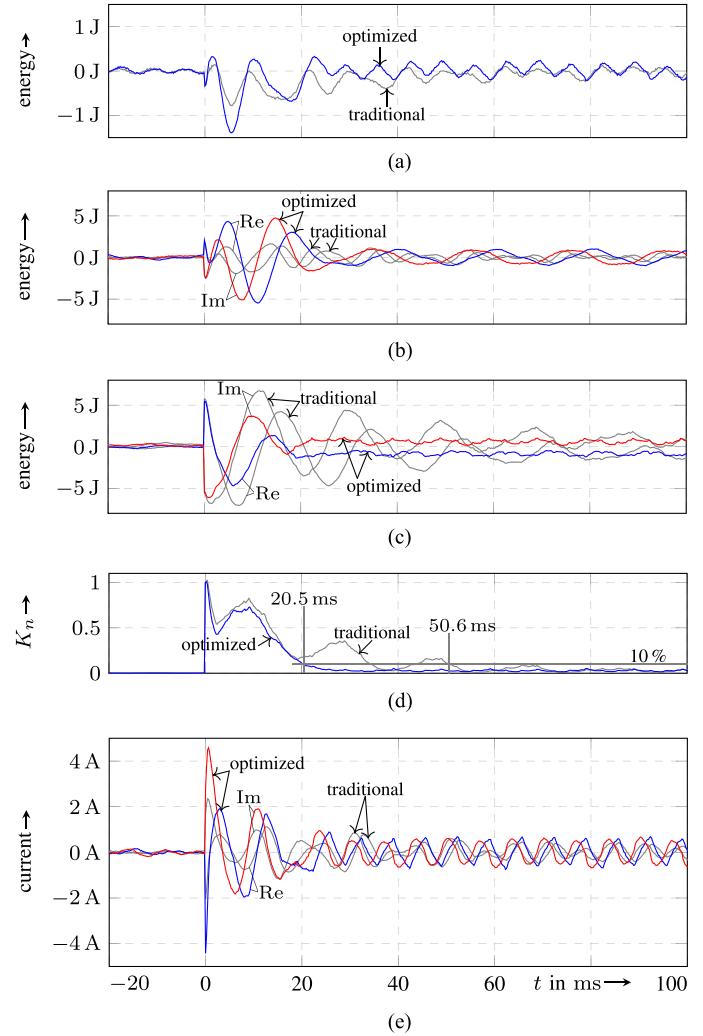 1 J
optimized
0 J
energy
traditional
−1 J
(a)
optimized
5 J
Re
traditional
0 J
energy
Im
−5 J
(b)
Im
5 J
traditional
0 J
energy
optimized
−5 J
Re
(c)
1
20.5 ms
50.6 ms
Kₙ
0.5
optimized
traditional
10 %
0
(d)
4 A
optimized
traditional
2 A
Im
0 A
current
Re
−2 A
−4 A
−20 0 20 40 60 80 t in ms 100
(e)